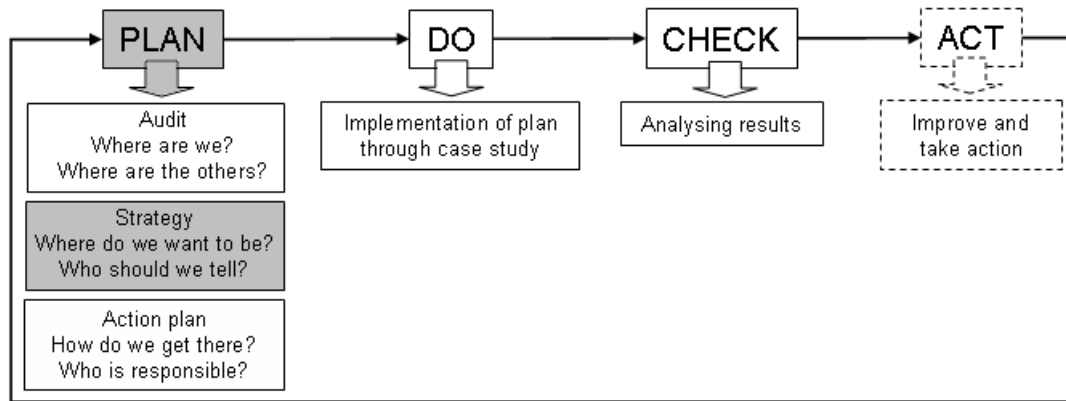 PLAN
DO
CHECK
ACT
Audit
Where are we?
Where are the others?
Strategy
Where do we want to be?
Who should we tell?
Action plan
How do we get there?
Who is responsible?
Implementation of plan
through case study
Analysing results
Improve and
take action